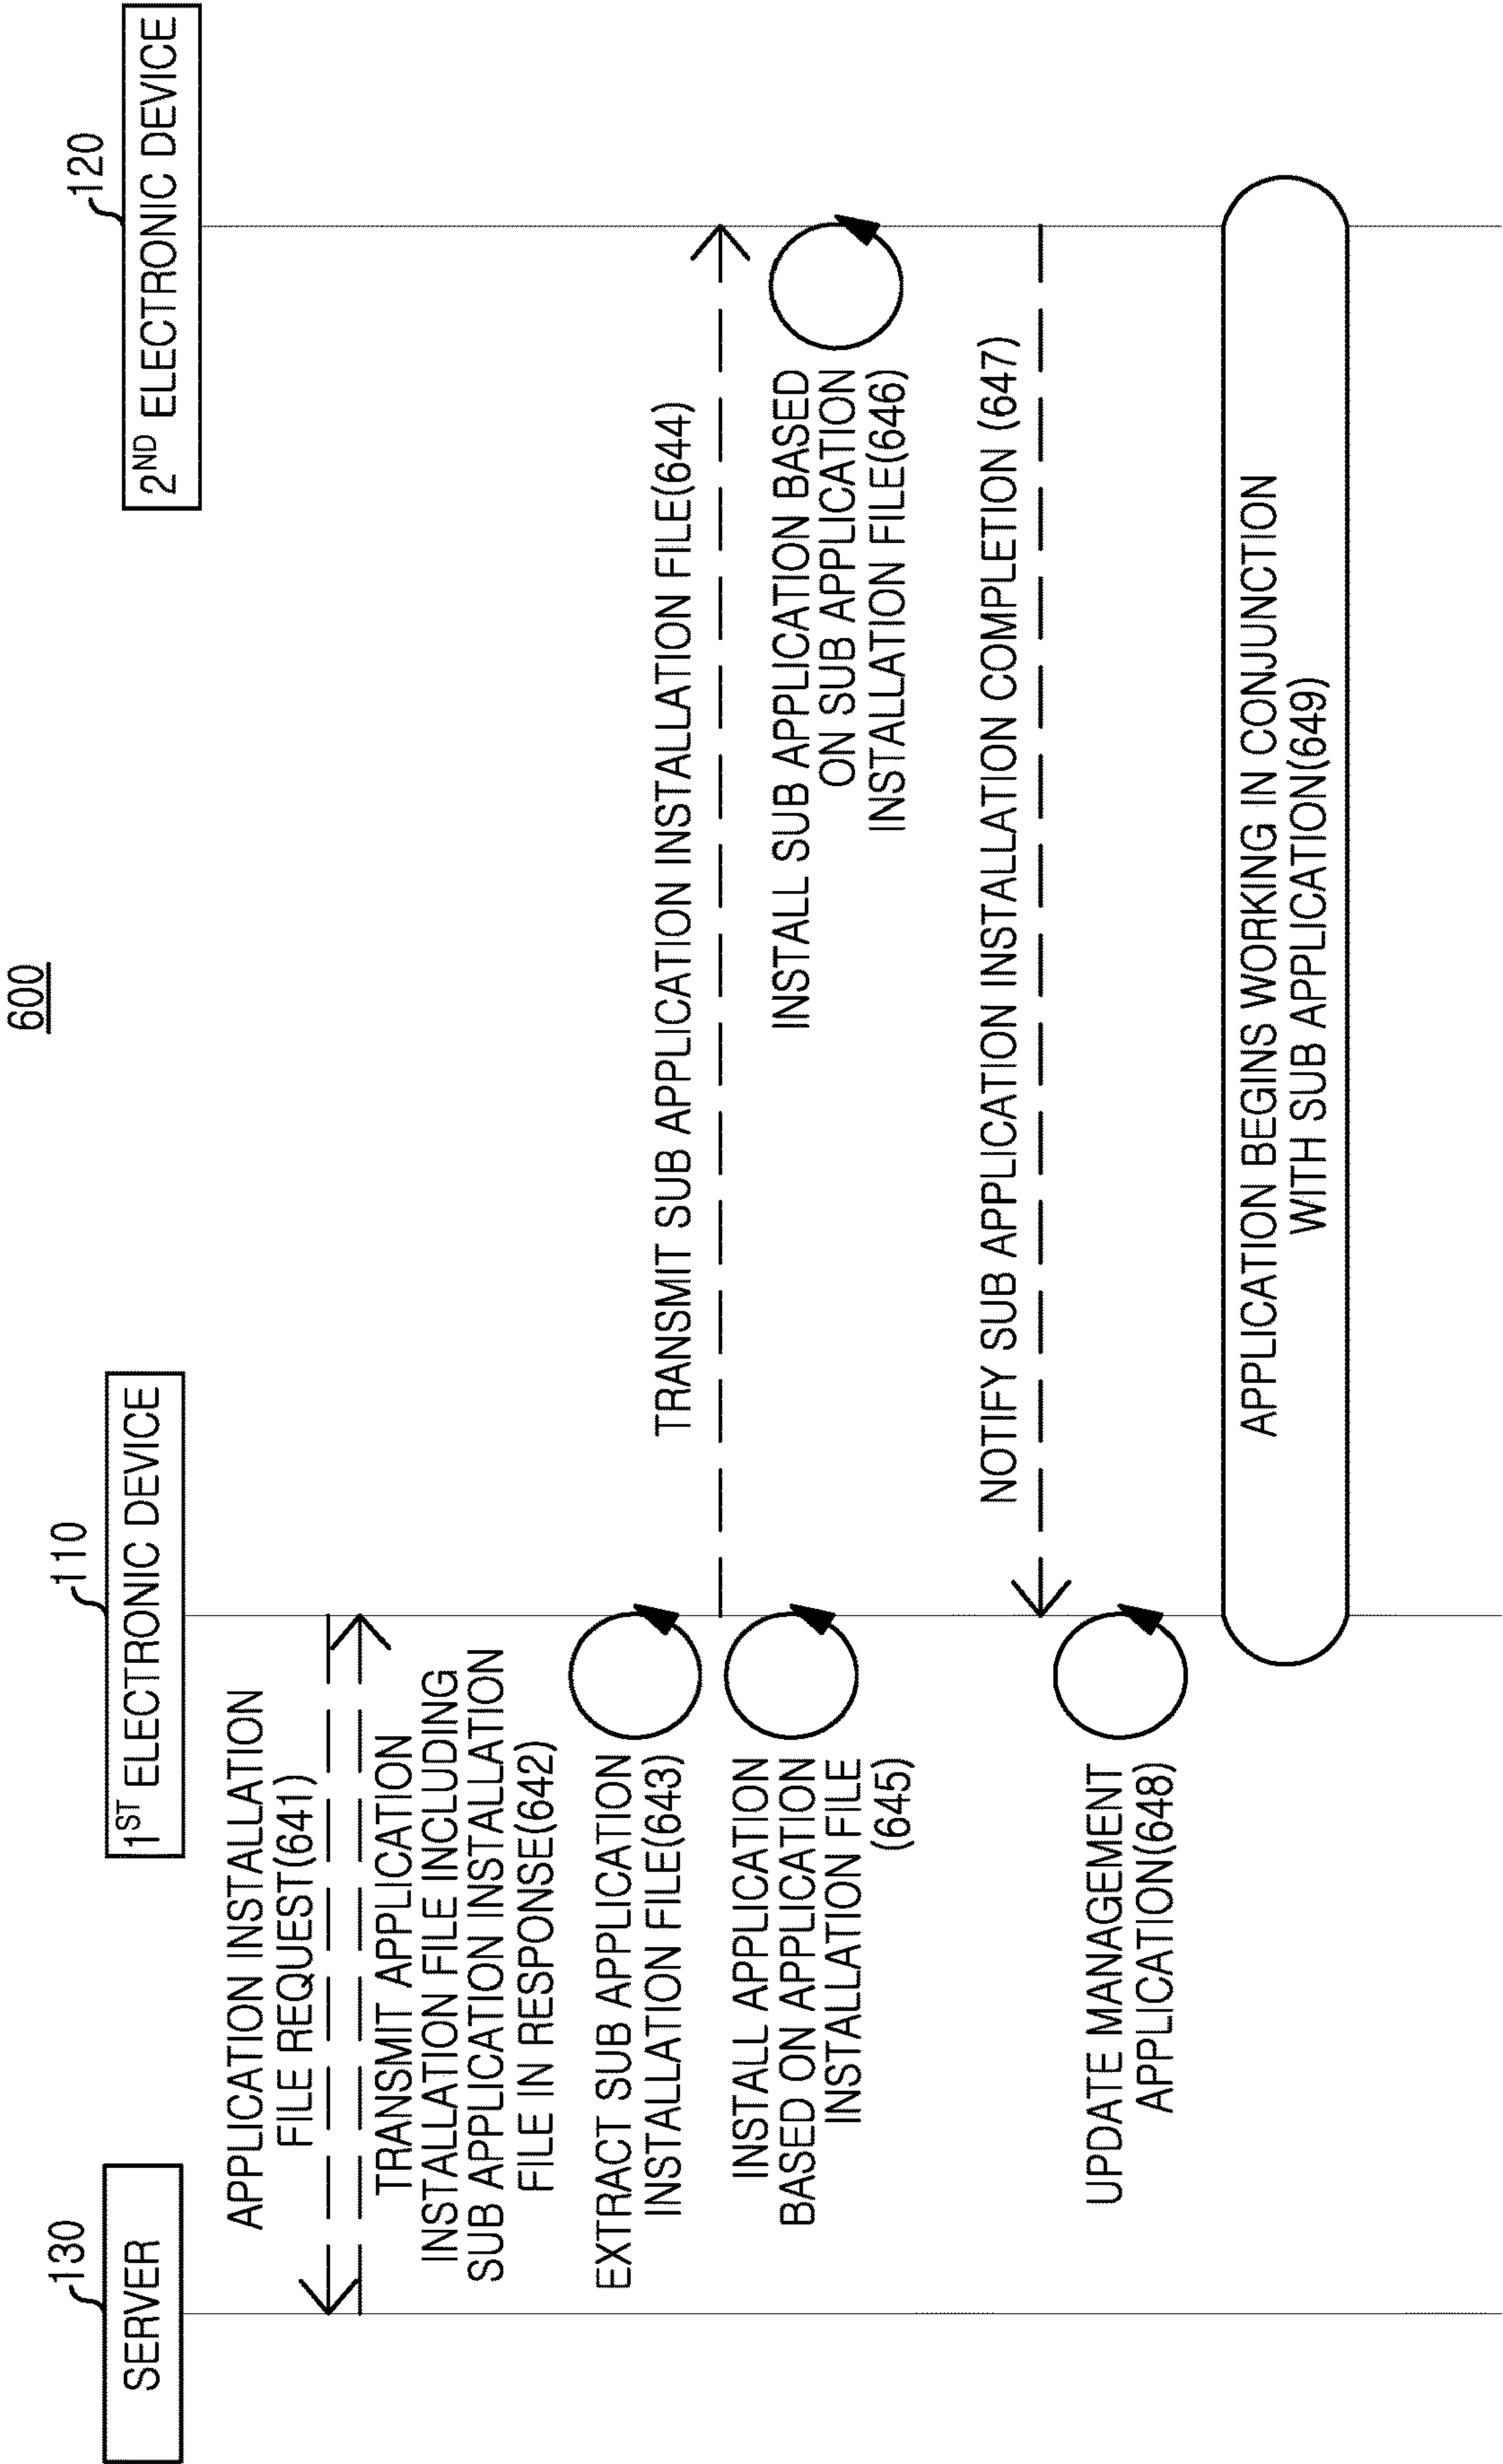 600
130
SERVER
110
1ST ELECTRONIC DEVICE
120
2ND ELECTRONIC DEVICE
APPLICATION INSTALLATION
FILE REQUEST(641)
TRANSMIT APPLICATION
INSTALLATION FILE INCLUDING
SUB APPLICATION INSTALLATION
FILE IN RESPONSE(642)
EXTRACT SUB APPLICATION
INSTALLATION FILE(643)
TRANSMIT SUB APPLICATION INSTALLATION FILE(644)
INSTALL APPLICATION
BASED ON APPLICATION
INSTALLATION FILE
(645)
INSTALL SUB APPLICATION BASED
ON SUB APPLICATION
INSTALLATION FILE(646)
NOTIFY SUB APPLICATION INSTALLATION COMPLETION (647)
UPDATE MANAGEMENT
APPLICATION(648)
APPLICATION BEGINS WORKING IN CONJUNCTION
WITH SUB APPLICATION(649)